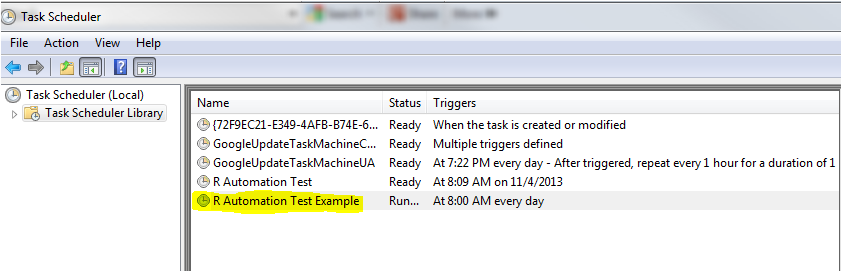 Task Scheduler
File Action View Help
Task Scheduler (Local)
Task Scheduler Library
Name Status Triggers
{72F9EC21-E349-4AFB-B74E-6... Ready When the task is created or modified
GoogleUpdateTaskMachineC... Ready Multiple triggers defined
GoogleUpdateTaskMachineUA Ready At 7:22 PM every day - After triggered, repeat every 1 hour for a duration of 1
R Automation Test Ready At 8:09 AM on 11/4/2013
R Automation Test Example Run... At 8:00 AM every day